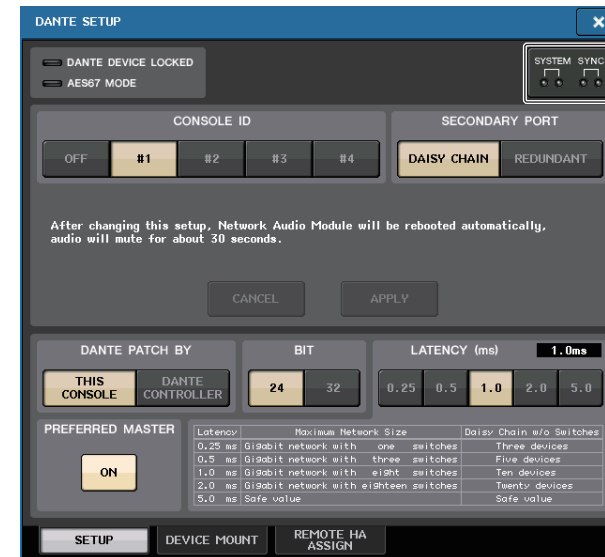 DANTE SETUP
DANTE DEVICE LOCKED
AES67 MODE
SYSTEM SYNC
CONSOLE ID
OFF #1 #2 #3 #4
SECONDARY PORT
DAISY CHAIN REDUNDANT
After changing this setup, Network Audio Module will be rebooted automatically,
audio will mute for about 30 seconds.
CANCEL APPLY
DANTE PATCH BY
THIS CONSOLE DANTE CONTROLLER
BIT
24 32
LATENCY (ms) 1.0ms
0.25 0.5 1.0 2.0 5.0
PREFERRED MASTER
ON
Latency Maximum Network Size Daisy Chain w/o Switches
0.25 ms Gigabit network with one switches Three devices
0.5 ms Gigabit network with three switches Five devices
1.0 ms Gigabit network with eight switches Ten devices
2.0 ms Gigabit network with eighteen switches Twenty devices
5.0 ms Safe value Safe value
SETUP DEVICE MOUNT REMOTE HA ASSIGN